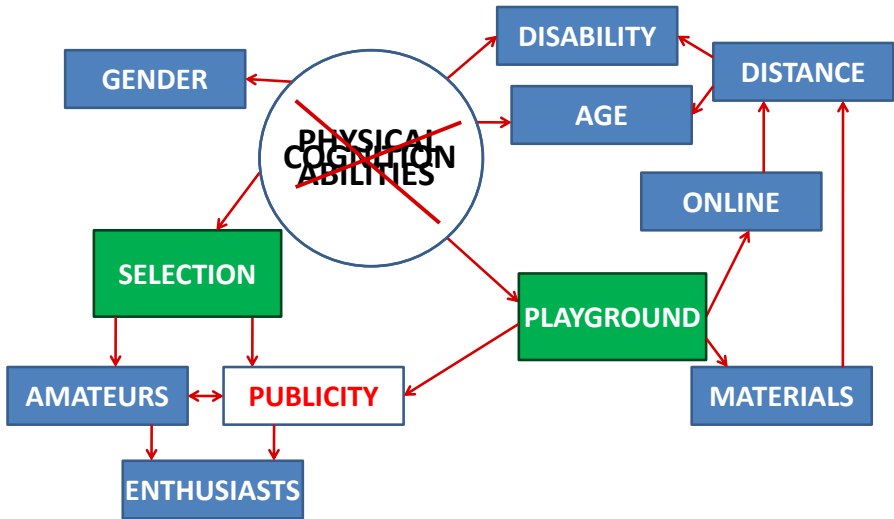 DISABILITY
GENDER
DISTANCE
AGE
PHYSICAL
COGNITION
ABILITIES
ONLINE
SELECTION
PLAYGROUND
AMATEURS
PUBLICITY
MATERIALS
ENTHUSIASTS